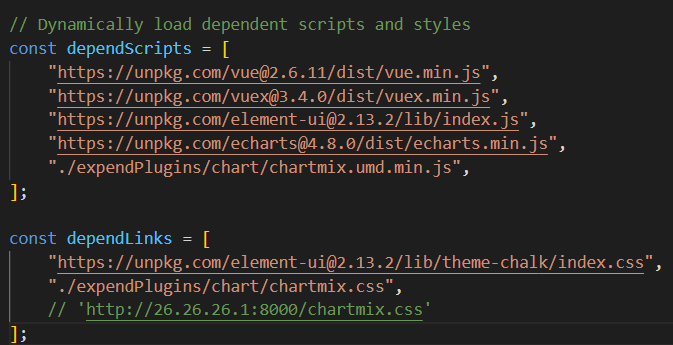 // Dynamically load dependent scripts and styles
const dependScripts = [
    "https://unpkg.com/vue@2.6.11/dist/vue.min.js",
    "https://unpkg.com/vuex@3.4.0/dist/vuex.min.js",
    "https://unpkg.com/element-ui@2.13.2/lib/index.js",
    "https://unpkg.com/echarts@4.8.0/dist/echarts.min.js",
    "./expendPlugins/chart/chartmix.umd.min.js",
];

const dependLinks = [
    "https://unpkg.com/element-ui@2.13.2/lib/theme-chalk/index.css",
    "./expendPlugins/chart/chartmix.css",
    // 'http://26.26.26.1:8000/chartmix.css'
];